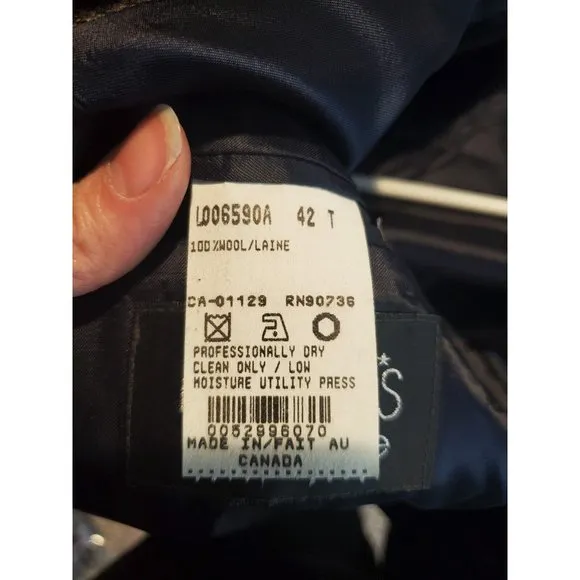 L006590A 42 T
100%WOOL/LAINE
CA-01129 RN90736
PROFESSIONALLY DRY
CLEAN ONLY / LOW
MOISTURE UTILITY PRESS
0052996070
MADE IN/FAIT AU
CANADA